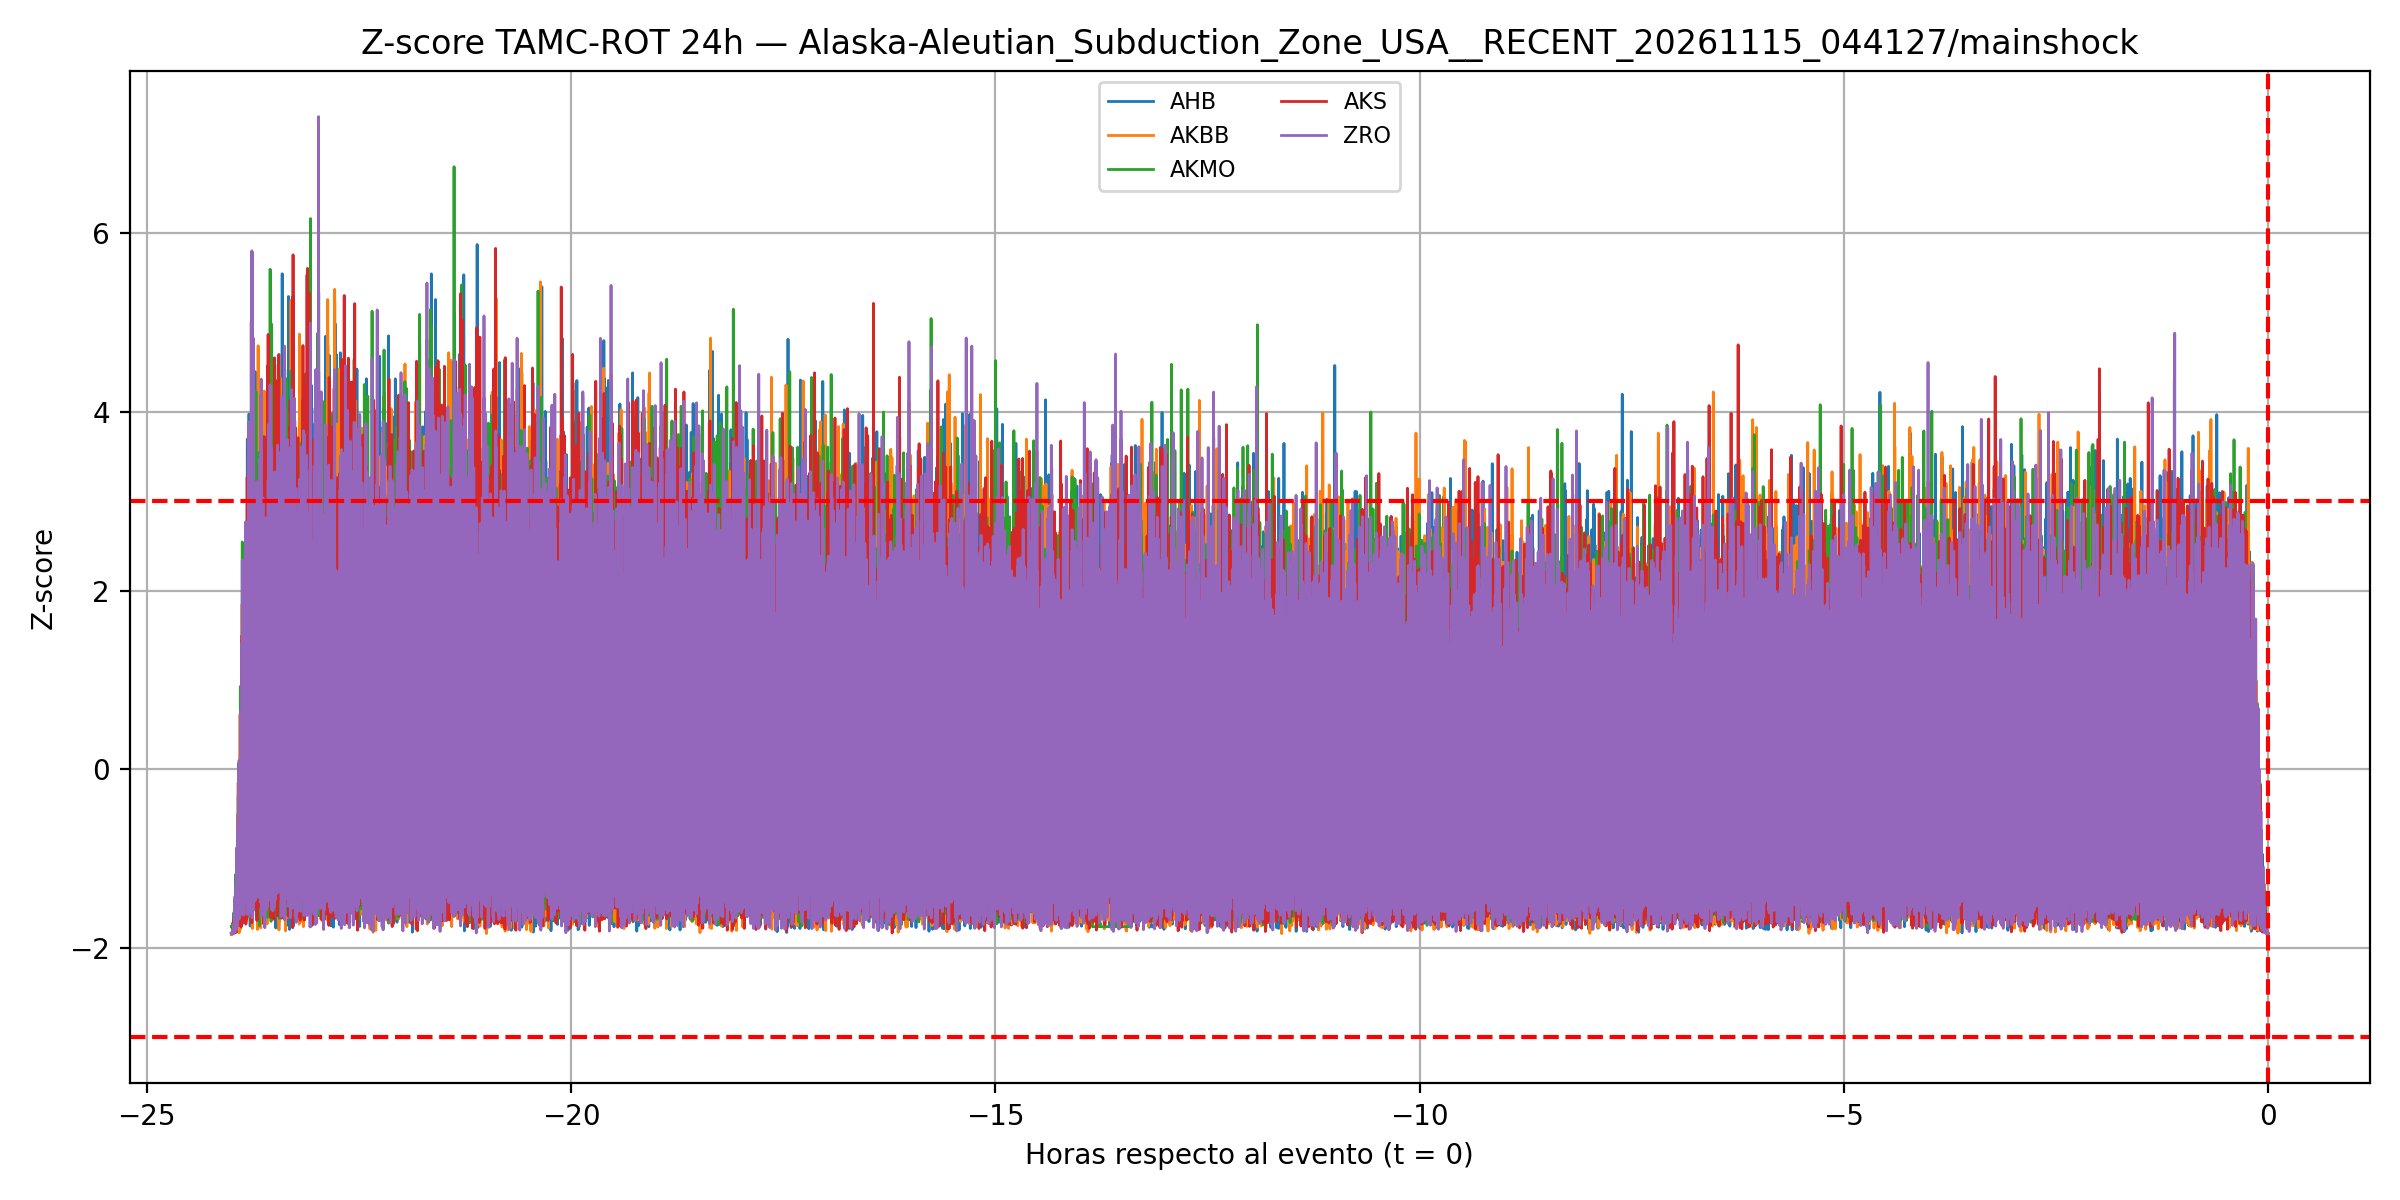 Z-score TAMC-ROT 24h — Alaska-Aleutian_Subduction_Zone_USA__RECENT_20261115_044127/mainshock
AHB
AKBB
AKMO
AKS
ZRO
6
4
2
0
−2
Z-score
−25
−20
−15
−10
−5
0
Horas respecto al evento (t = 0)